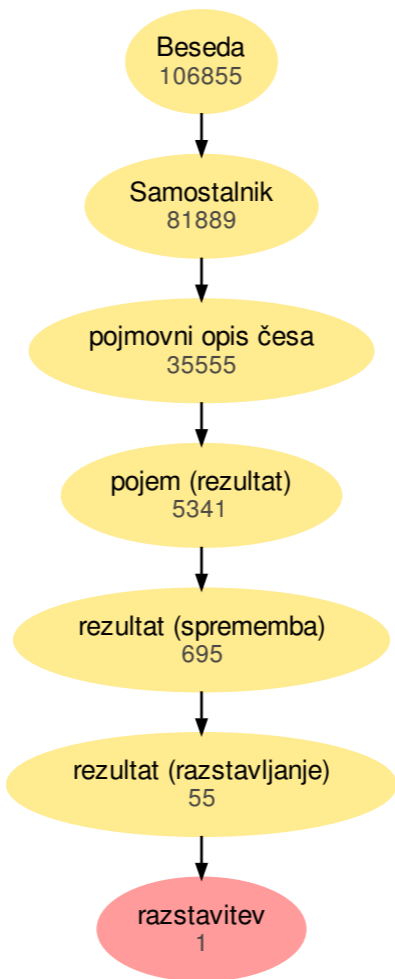 Beseda
106855
Samostalnik
81889
pojmovni opis česa
35555
pojem (rezultat)
5341
rezultat (sprememba)
695
rezultat (razstavljanje)
55
razstavitev
1